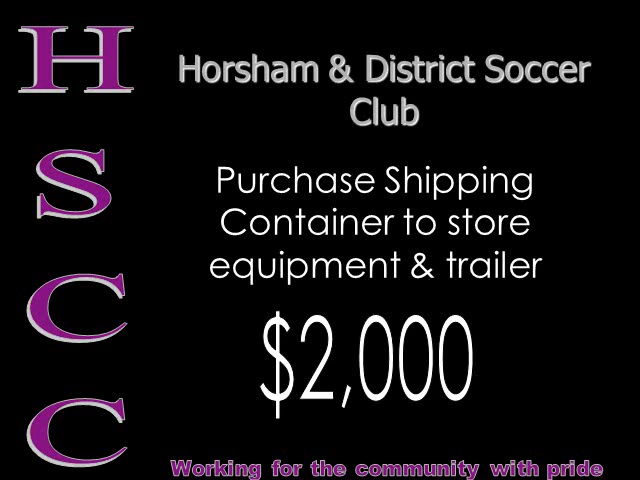 H
S
C
C
Horsham & District Soccer
Club
Purchase Shipping
Container to store
equipment & trailer
$2,000
Working for the community with pride